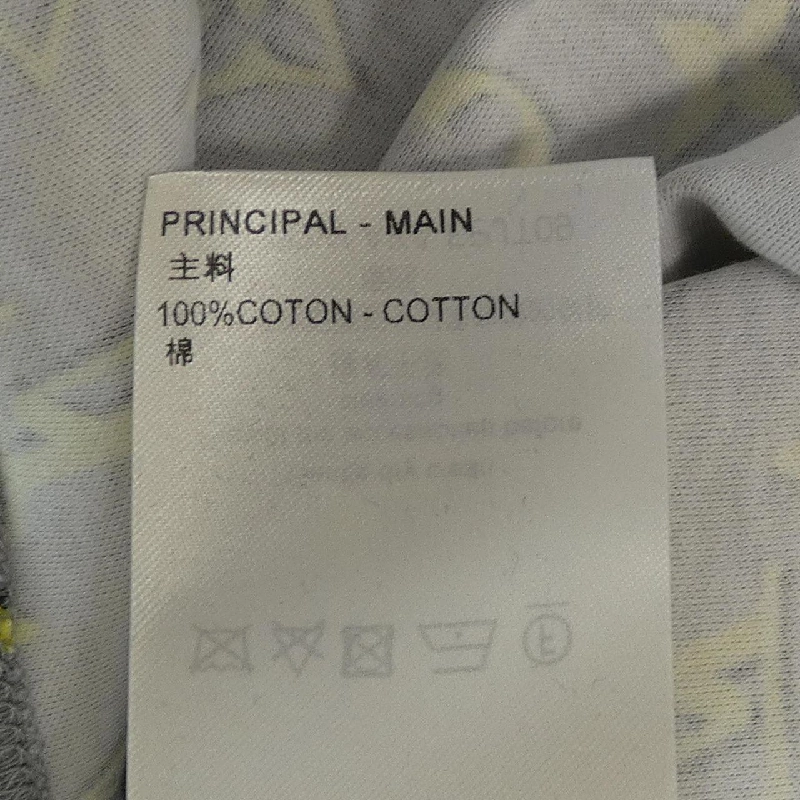 PRINCIPAL - MAIN
主料
100%COTON - COTTON
棉